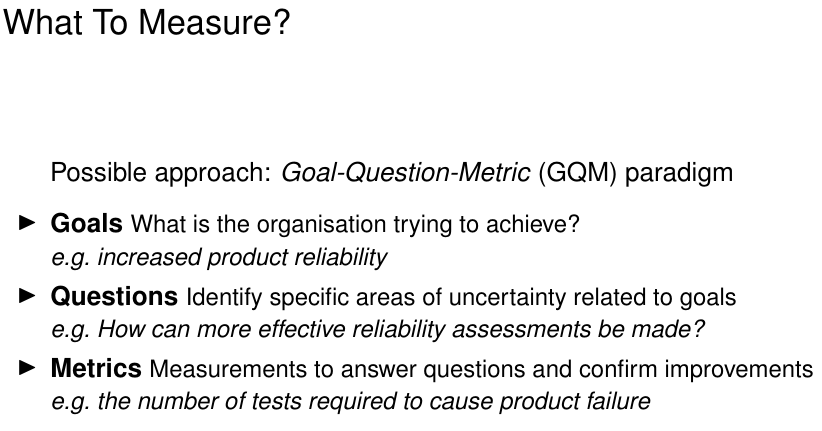 What To Measure?
Possible approach: Goal-Question-Metric (GQM) paradigm
Goals What is the organisation trying to achieve?
e.g. increased product reliability
Questions Identify specific areas of uncertainty related to goals
e.g. How can more effective reliability assessments be made?
Metrics Measurements to answer questions and confirm improvements
e.g. the number of tests required to cause product failure